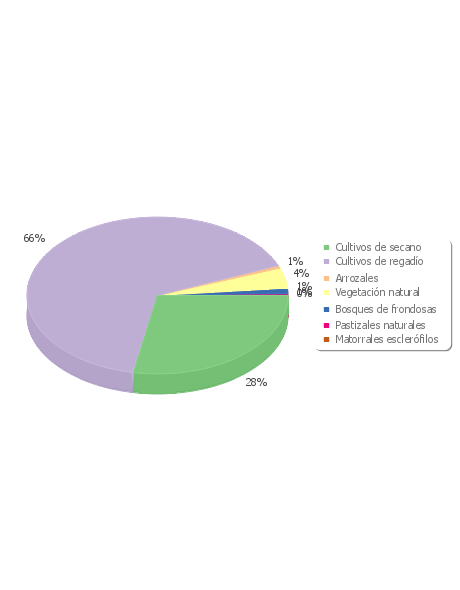 66%
1%
4%
1%
0%
0%
28%
Cultivos de secano
Cultivos de regadío
Arrozales
Vegetación natural
Bosques de frondosas
Pastizales naturales
Matorrales esclerófilos